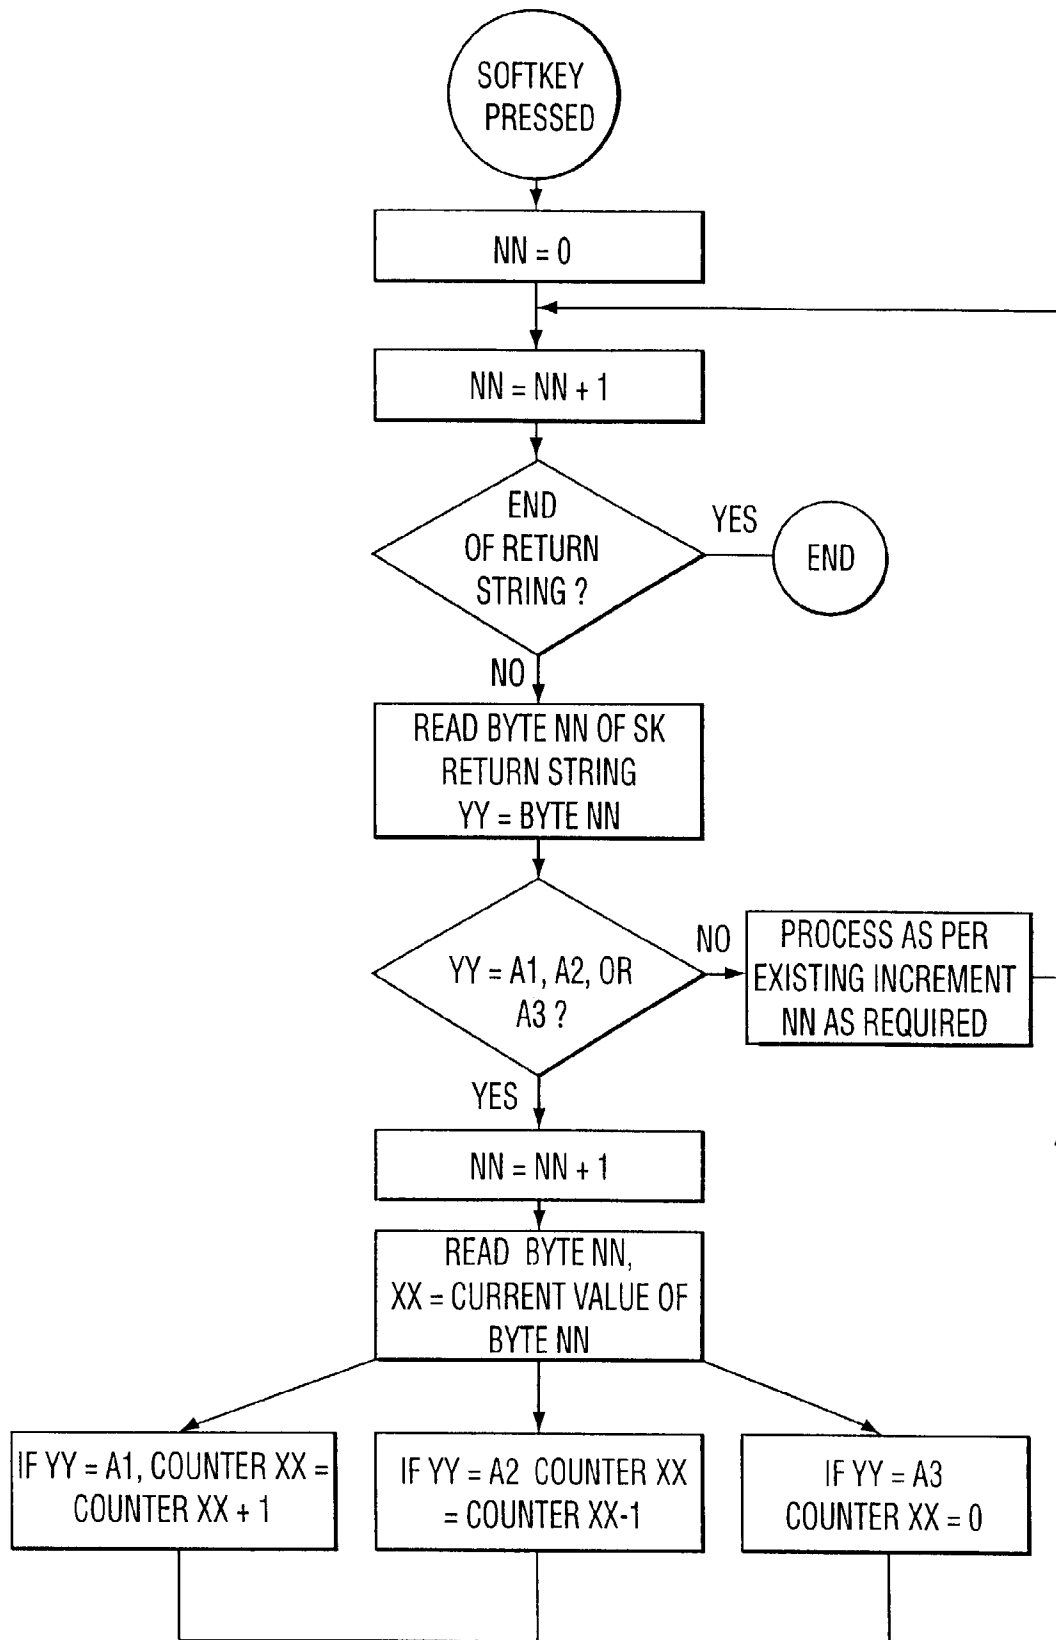 SOFTKEY
PRESSED
NN = 0
NN = NN + 1
END
OF RETURN
STRING ?
YES
END
NO
READ BYTE NN OF SK
RETURN STRING
YY = BYTE NN
YY = A1, A2, OR
A3 ?
NO
PROCESS AS PER
EXISTING INCREMENT
NN AS REQUIRED
YES
NN = NN + 1
READ BYTE NN,
XX = CURRENT VALUE OF
BYTE NN
IF YY = A1, COUNTER XX =
COUNTER XX + 1
IF YY = A2 COUNTER XX
= COUNTER XX-1
IF YY = A3
COUNTER XX = 0